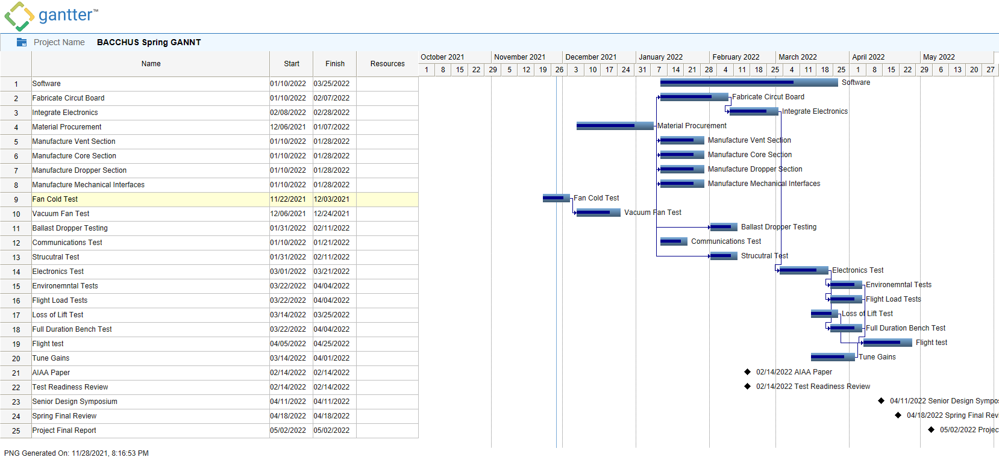 gantter™
Project Name BACCHUS Spring GANNT
Name Start Finish Resources
October 2021 November 2021 December 2021 January 2022 February 2022 March 2022 April 2022 May 2022
1 8 15 22 29 5 12 19 26 3 10 17 24 31 7 14 21 28 4 11 18 25 4 11 18 25 1 8 15 22 29 6 13 20 27
1 Software 01/10/2022 03/25/2022 Software
2 Fabricate Circut Board 01/10/2022 02/07/2022 Fabricate Circut Board
3 Integrate Electronics 02/08/2022 02/28/2022 Integrate Electronics
4 Material Procurement 12/06/2021 01/07/2022 Material Procurement
5 Manufacture Vent Section 01/10/2022 01/28/2022 Manufacture Vent Section
6 Manufacture Core Section 01/10/2022 01/28/2022 Manufacture Core Section
7 Manufacture Dropper Section 01/10/2022 01/28/2022 Manufacture Dropper Section
8 Manufacture Mechanical Interfaces 01/10/2022 01/28/2022 Manufacture Mechanical Interfaces
9 Fan Cold Test 11/22/2021 12/03/2021 Fan Cold Test
10 Vacuum Fan Test 12/06/2021 12/24/2021 Vacuum Fan Test
11 Ballast Dropper Testing 01/31/2022 02/11/2022 Ballast Dropper Testing
12 Communications Test 01/10/2022 01/21/2022 Communications Test
13 Strucutral Test 01/31/2022 02/11/2022 Strucutral Test
14 Electronics Test 03/01/2022 03/21/2022 Electronics Test
15 Environemntal Tests 03/22/2022 04/04/2022 Environemntal Tests
16 Flight Load Tests 03/22/2022 04/04/2022 Flight Load Tests
17 Loss of Lift Test 03/14/2022 03/25/2022 Loss of Lift Test
18 Full Duration Bench Test 03/22/2022 04/04/2022 Full Duration Bench Test
19 Flight test 04/05/2022 04/25/2022 Flight test
20 Tune Gains 03/14/2022 04/01/2022 Tune Gains
21 AIAA Paper 02/14/2022 02/14/2022 02/14/2022 AIAA Paper
22 Test Readiness Review 02/14/2022 02/14/2022 02/14/2022 Test Readiness Review
23 Senior Design Symposium 04/11/2022 04/11/2022 04/11/2022 Senior Design Sympos
24 Spring Final Review 04/18/2022 04/18/2022 04/18/2022 Spring Final Revi
25 Project Final Report 05/02/2022 05/02/2022 05/02/2022 Project
PNG Generated On: 11/28/2021, 8:16:53 PM